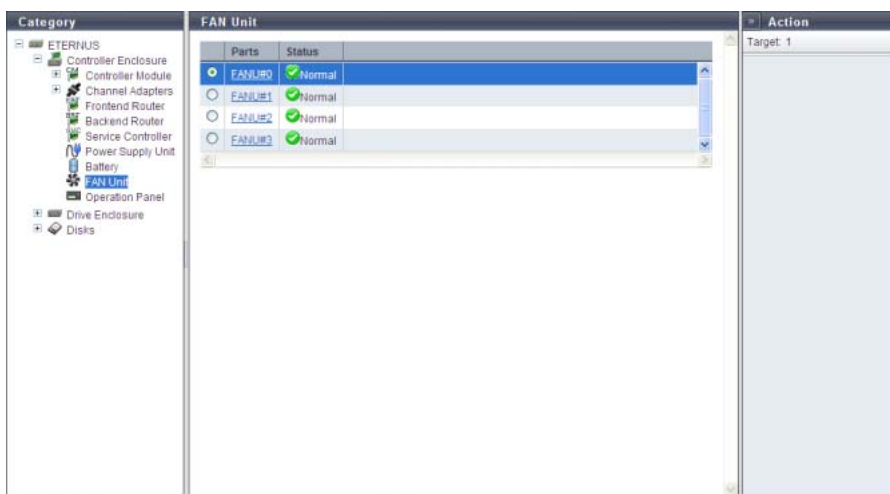 Category
ETERNUS
Controller Enclosure
Controller Module
Channel Adapters
Frontend Router
Backend Router
Service Controller
Power Supply Unit
Battery
FAN Unit
Operation Panel
Drive Enclosure
Disks
FAN Unit
Parts Status
FANU#0 Normal
FANU#1 Normal
FANU#2 Normal
FANU#3 Normal
» Action
Target: 1